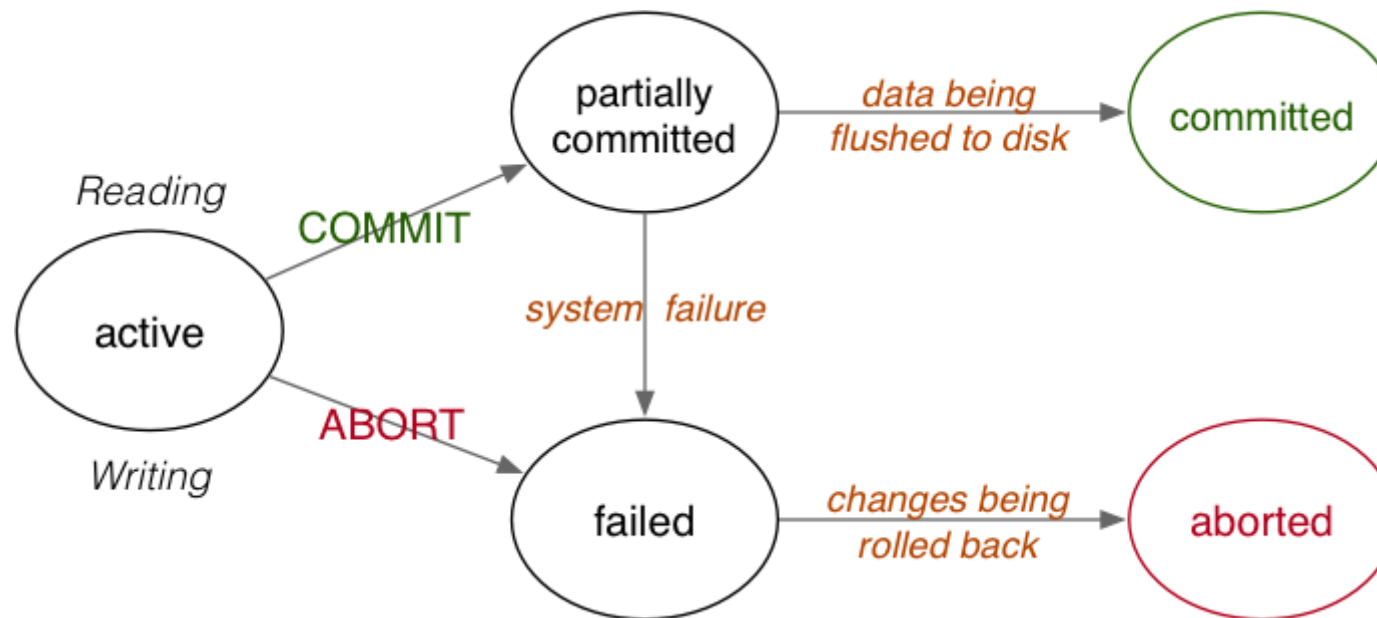 partially
committed
data being
flushed to disk
committed
Reading
COMMIT
active
system failure
ABORT
Writing
failed
changes being
rolled back
aborted